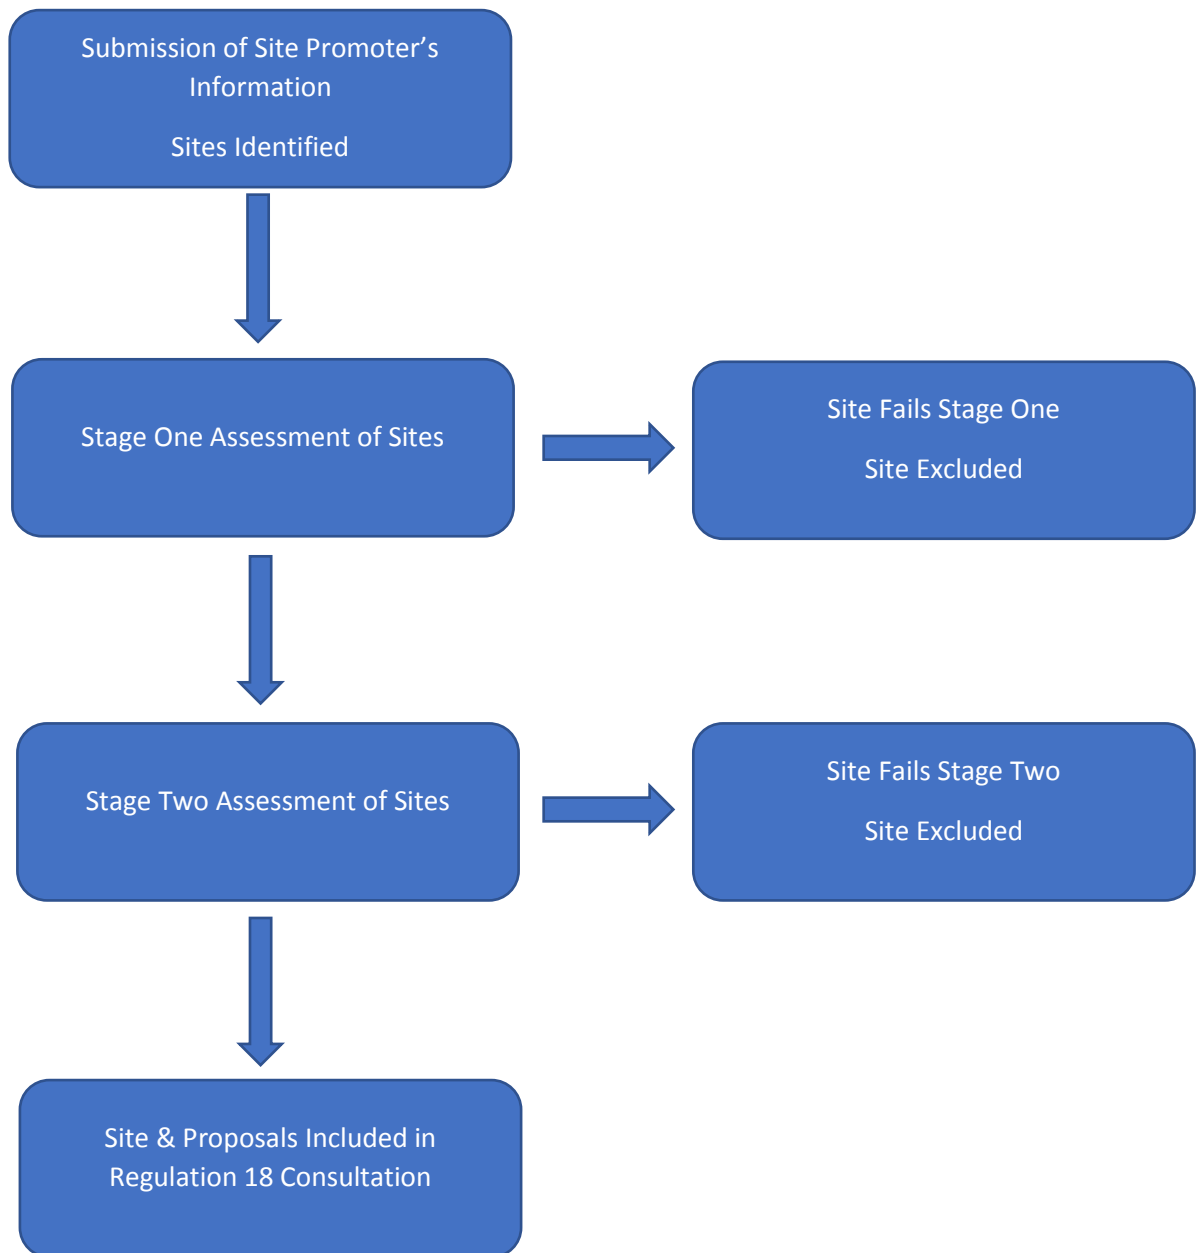 Submission of Site Promoter’s
Information
Sites Identified
Stage One Assessment of Sites
Site Fails Stage One
Site Excluded
Stage Two Assessment of Sites
Site Fails Stage Two
Site Excluded
Site & Proposals Included in
Regulation 18 Consultation